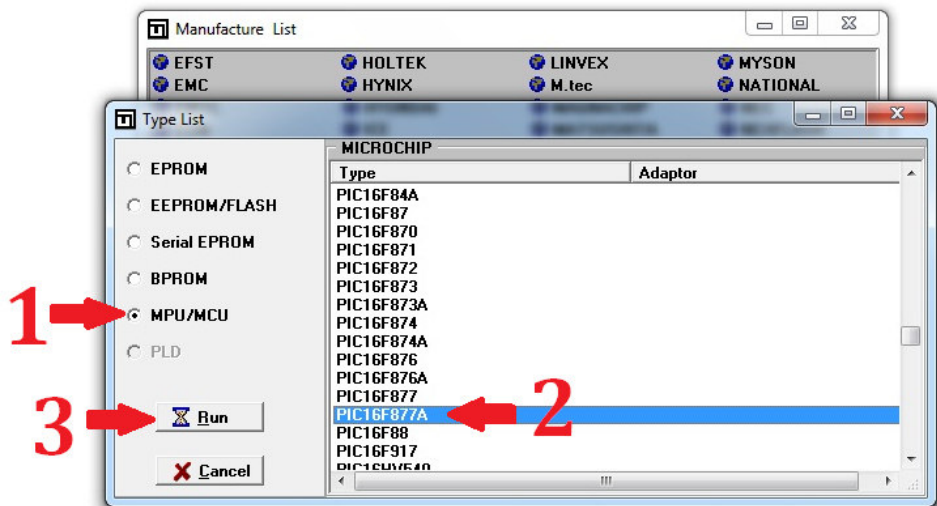 Manufacture List
EFST HOLTEK LINVEX MYSON
EMC HYNIX M.tec NATIONAL
Type List
MICROCHIP
Type Adaptor
EPROM
EEPROM/FLASH
Serial EPROM
BPROM
1 MPU/MCU
PLD
3 Run
Cancel
PIC16F84A
PIC16F87
PIC16F870
PIC16F871
PIC16F872
PIC16F873
PIC16F873A
PIC16F874
PIC16F874A
PIC16F876
PIC16F876A
PIC16F877
PIC16F877A 2
PIC16F88
PIC16F917
PIC16HV540